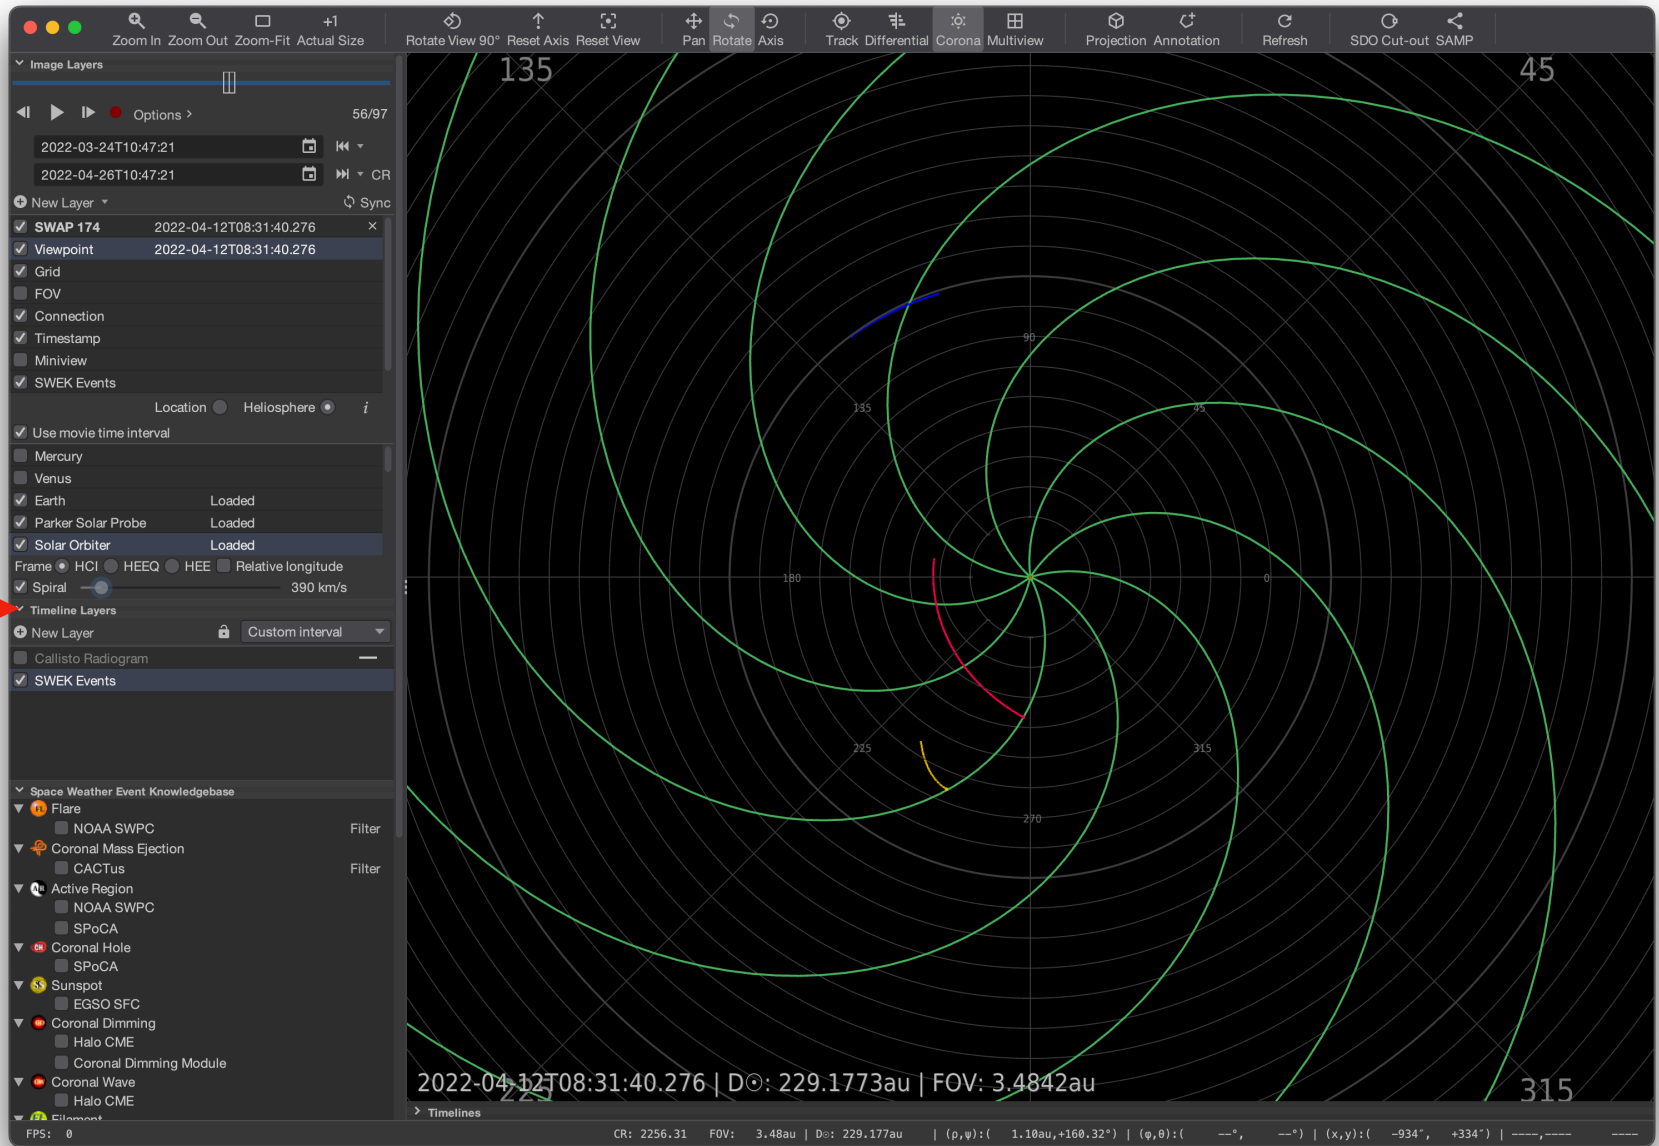 Zoom In Zoom Out Zoom-Fit Actual Size Rotate View 90° Reset Axis Reset View Pan Rotate Axis Track Differential Corona Multiview Projection Annotation Refresh SDO Cut-out SAMP
Image Layers
Options >
56/97
2022-03-24T10:47:21
2022-04-26T10:47:21
CR
New Layer
Sync
SWAP 174 2022-04-12T08:31:40.276
Viewpoint 2022-04-12T08:31:40.276
Grid
FOV
Connection
Timestamp
Miniview
SWEK Events
Location Heliosphere i
Use movie time interval
Mercury
Venus
Earth Loaded
Parker Solar Probe Loaded
Solar Orbiter Loaded
Frame HCI HEEQ HEE Relative longitude
Spiral 390 km/s
Timeline Layers
New Layer Custom interval
Callisto Radiogram
SWEK Events
Space Weather Event Knowledgebase
Flare
NOAA SWPC Filter
Coronal Mass Ejection
CACTus Filter
Active Region
NOAA SWPC
SPoCA
Coronal Hole
SPoCA
Sunspot
EGSO SFC
Coronal Dimming
Halo CME
Coronal Dimming Module
Coronal Wave
Halo CME
Filament
135
45
90
135
45
180
0
225
315
270
2022-04-12T08:31:40.276 | D☉: 229.1773au | FOV: 3.4842au
225
315
Timelines
FPS: 0
CR: 2256.31 FOV: 3.48au | D☉: 229.177au | (ρ,ψ):( 1.10au,+160.32°) | (φ,θ):( --°, --°) | (x,y):( -934″, +334″) | ----,---- ----